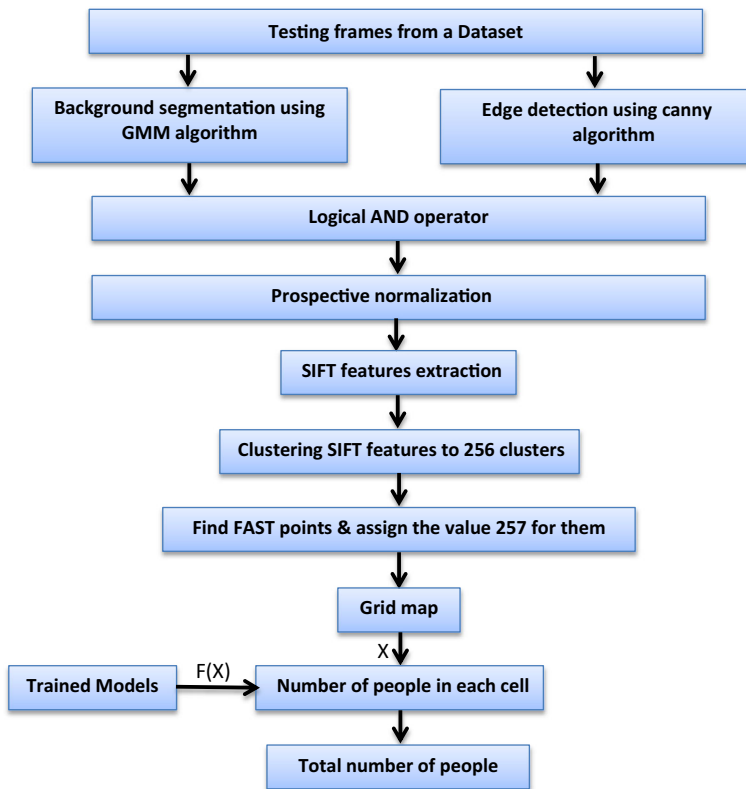 Testing frames from a Dataset
Background segmentation using
GMM algorithm
Edge detection using canny
algorithm
Logical AND operator
Prospective normalization
SIFT features extraction
Clustering SIFT features to 256 clusters
Find FAST points & assign the value 257 for them
Grid map
X
Trained Models
F(X)
Number of people in each cell
Total number of people